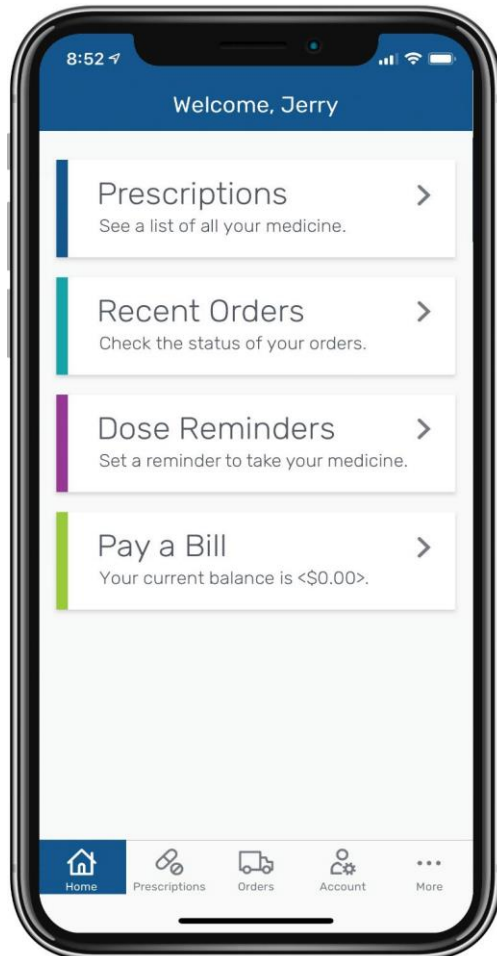 8:52
Welcome, Jerry
Prescriptions
See a list of all your medicine.
Recent Orders
Check the status of your orders.
Dose Reminders
Set a reminder to take your medicine.
Pay a Bill
Your current balance is <$0.00>.
Home Prescriptions Orders Account More